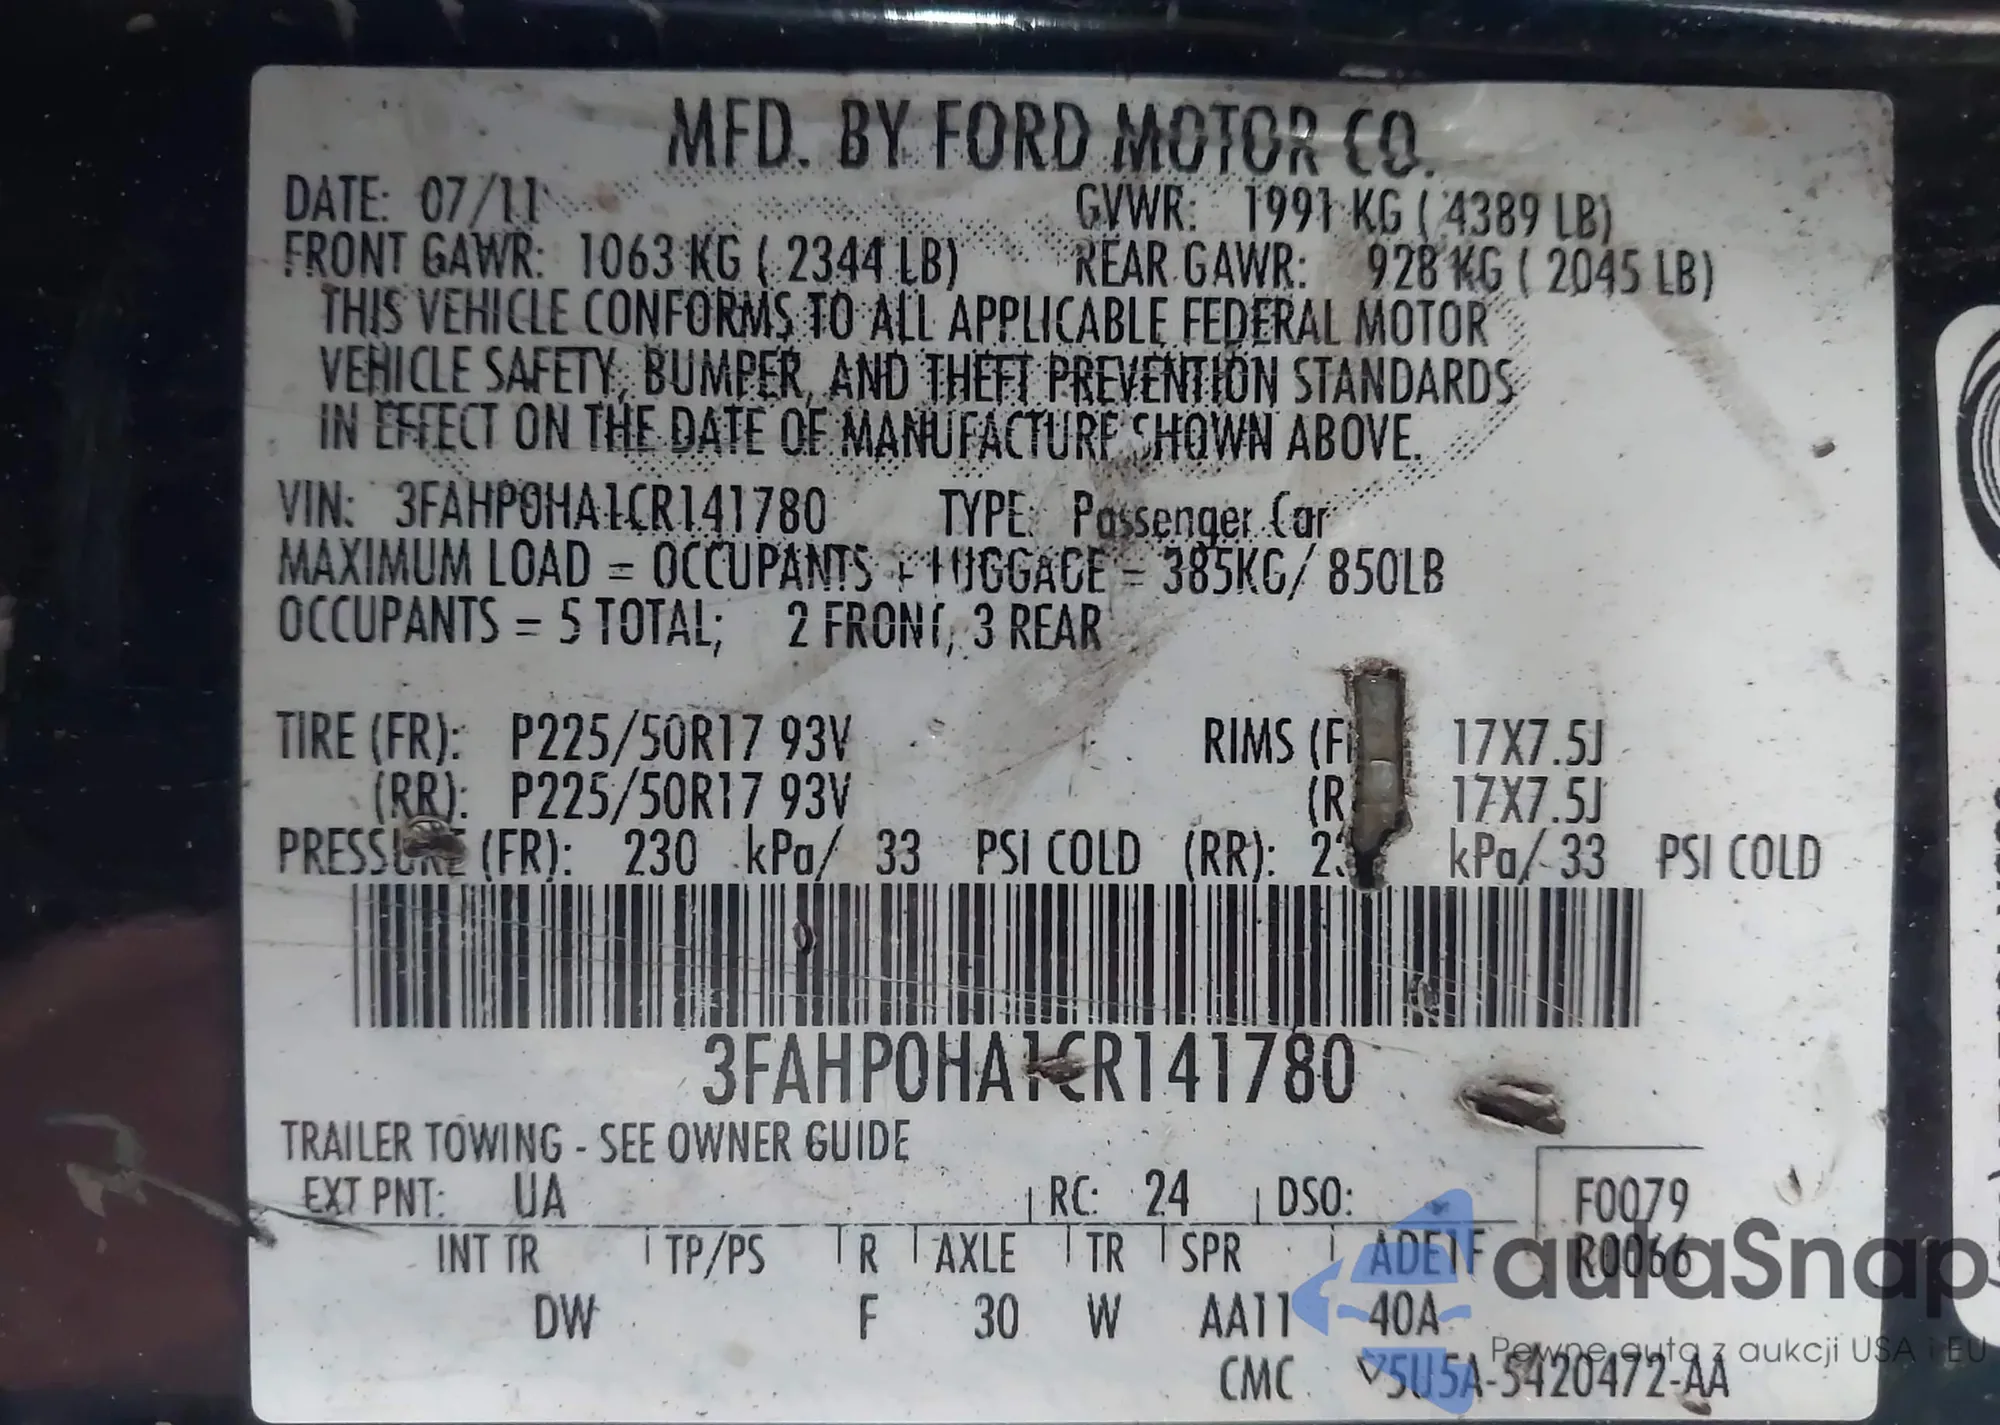 MFD. BY FORD MOTOR CO.
DATE: 07/11 GVWR: 1991 KG ( 4389 LB)
FRONT GAWR: 1063 KG ( 2344 LB) REAR GAWR: 928 KG ( 2045 LB)
THIS VEHICLE CONFORMS TO ALL APPLICABLE FEDERAL MOTOR
VEHICLE SAFETY, BUMPER, AND THEFT PREVENTION STANDARDS
IN EFFECT ON THE DATE OF MANUFACTURE SHOWN ABOVE.
VIN: 3FAHP0HA1CR141780 TYPE: Passenger Car
MAXIMUM LOAD = OCCUPANTS + LUGGAGE = 385KG/ 850LB
OCCUPANTS = 5 TOTAL; 2 FRONT, 3 REAR
TIRE (FR): P225/50R17 93V RIMS 17X7.5J
(RR): P225/50R17 93V 17X7.5J
PRESSURE (FR): 230 kPa/ 33 PSI COLD (RR): kPa/ 33 PSI COLD
3FAHP0HA1CR141780
TRAILER TOWING - SEE OWNER GUIDE
EXT PNT: UA RC: 24 DSO: F0079
INT TR TP/PS R AXLE TR SPR R0066
DW F 30 W AA11 40A
CMC 5U5A-5420472-AA
autaSnap
Pewne auta z aukcji USA i EU